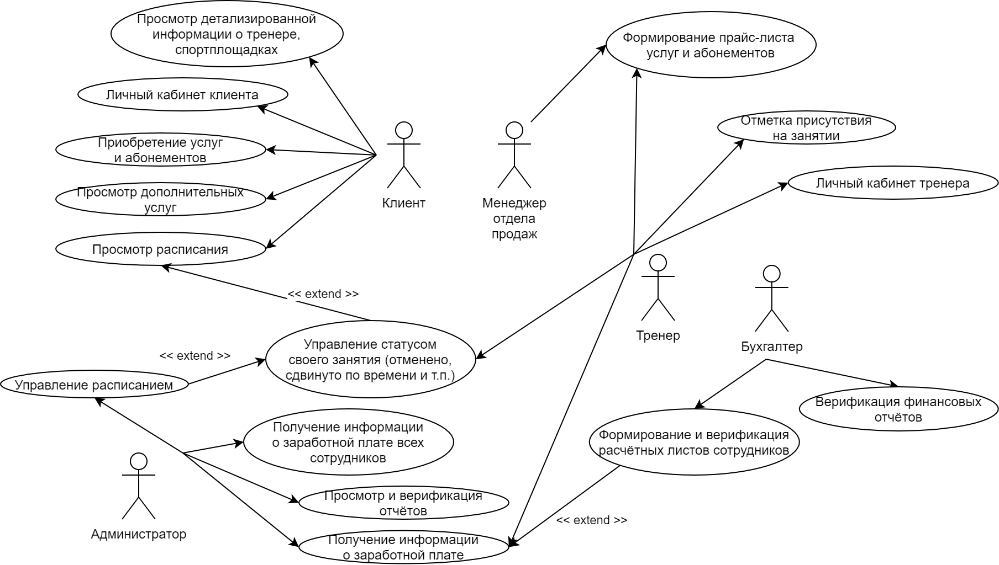 Просмотр детализированной
информации о тренере,
спортплощадках
Формирование прайс-листа
услуг и абонементов
Личный кабинет клиента
Отметка присутствия
на занятии
Приобретение услуг
и абонементов
Личный кабинет тренера
Просмотр дополнительных
услуг
Клиент
Менеджер
отдела
продаж
Просмотр расписания
<< extend >>
Тренер
Бухгалтер
Управление статусом
своего занятия (отменено,
сдвинуто по времени и т.п.)
<< extend >>
Управление расписанием
Верификация финансовых
отчётов
Получение информации
о заработной плате всех
сотрудников
Формирование и верификация
расчётных листов сотрудников
Просмотр и верификация
отчётов
<< extend >>
Администратор
Получение информации
о заработной плате